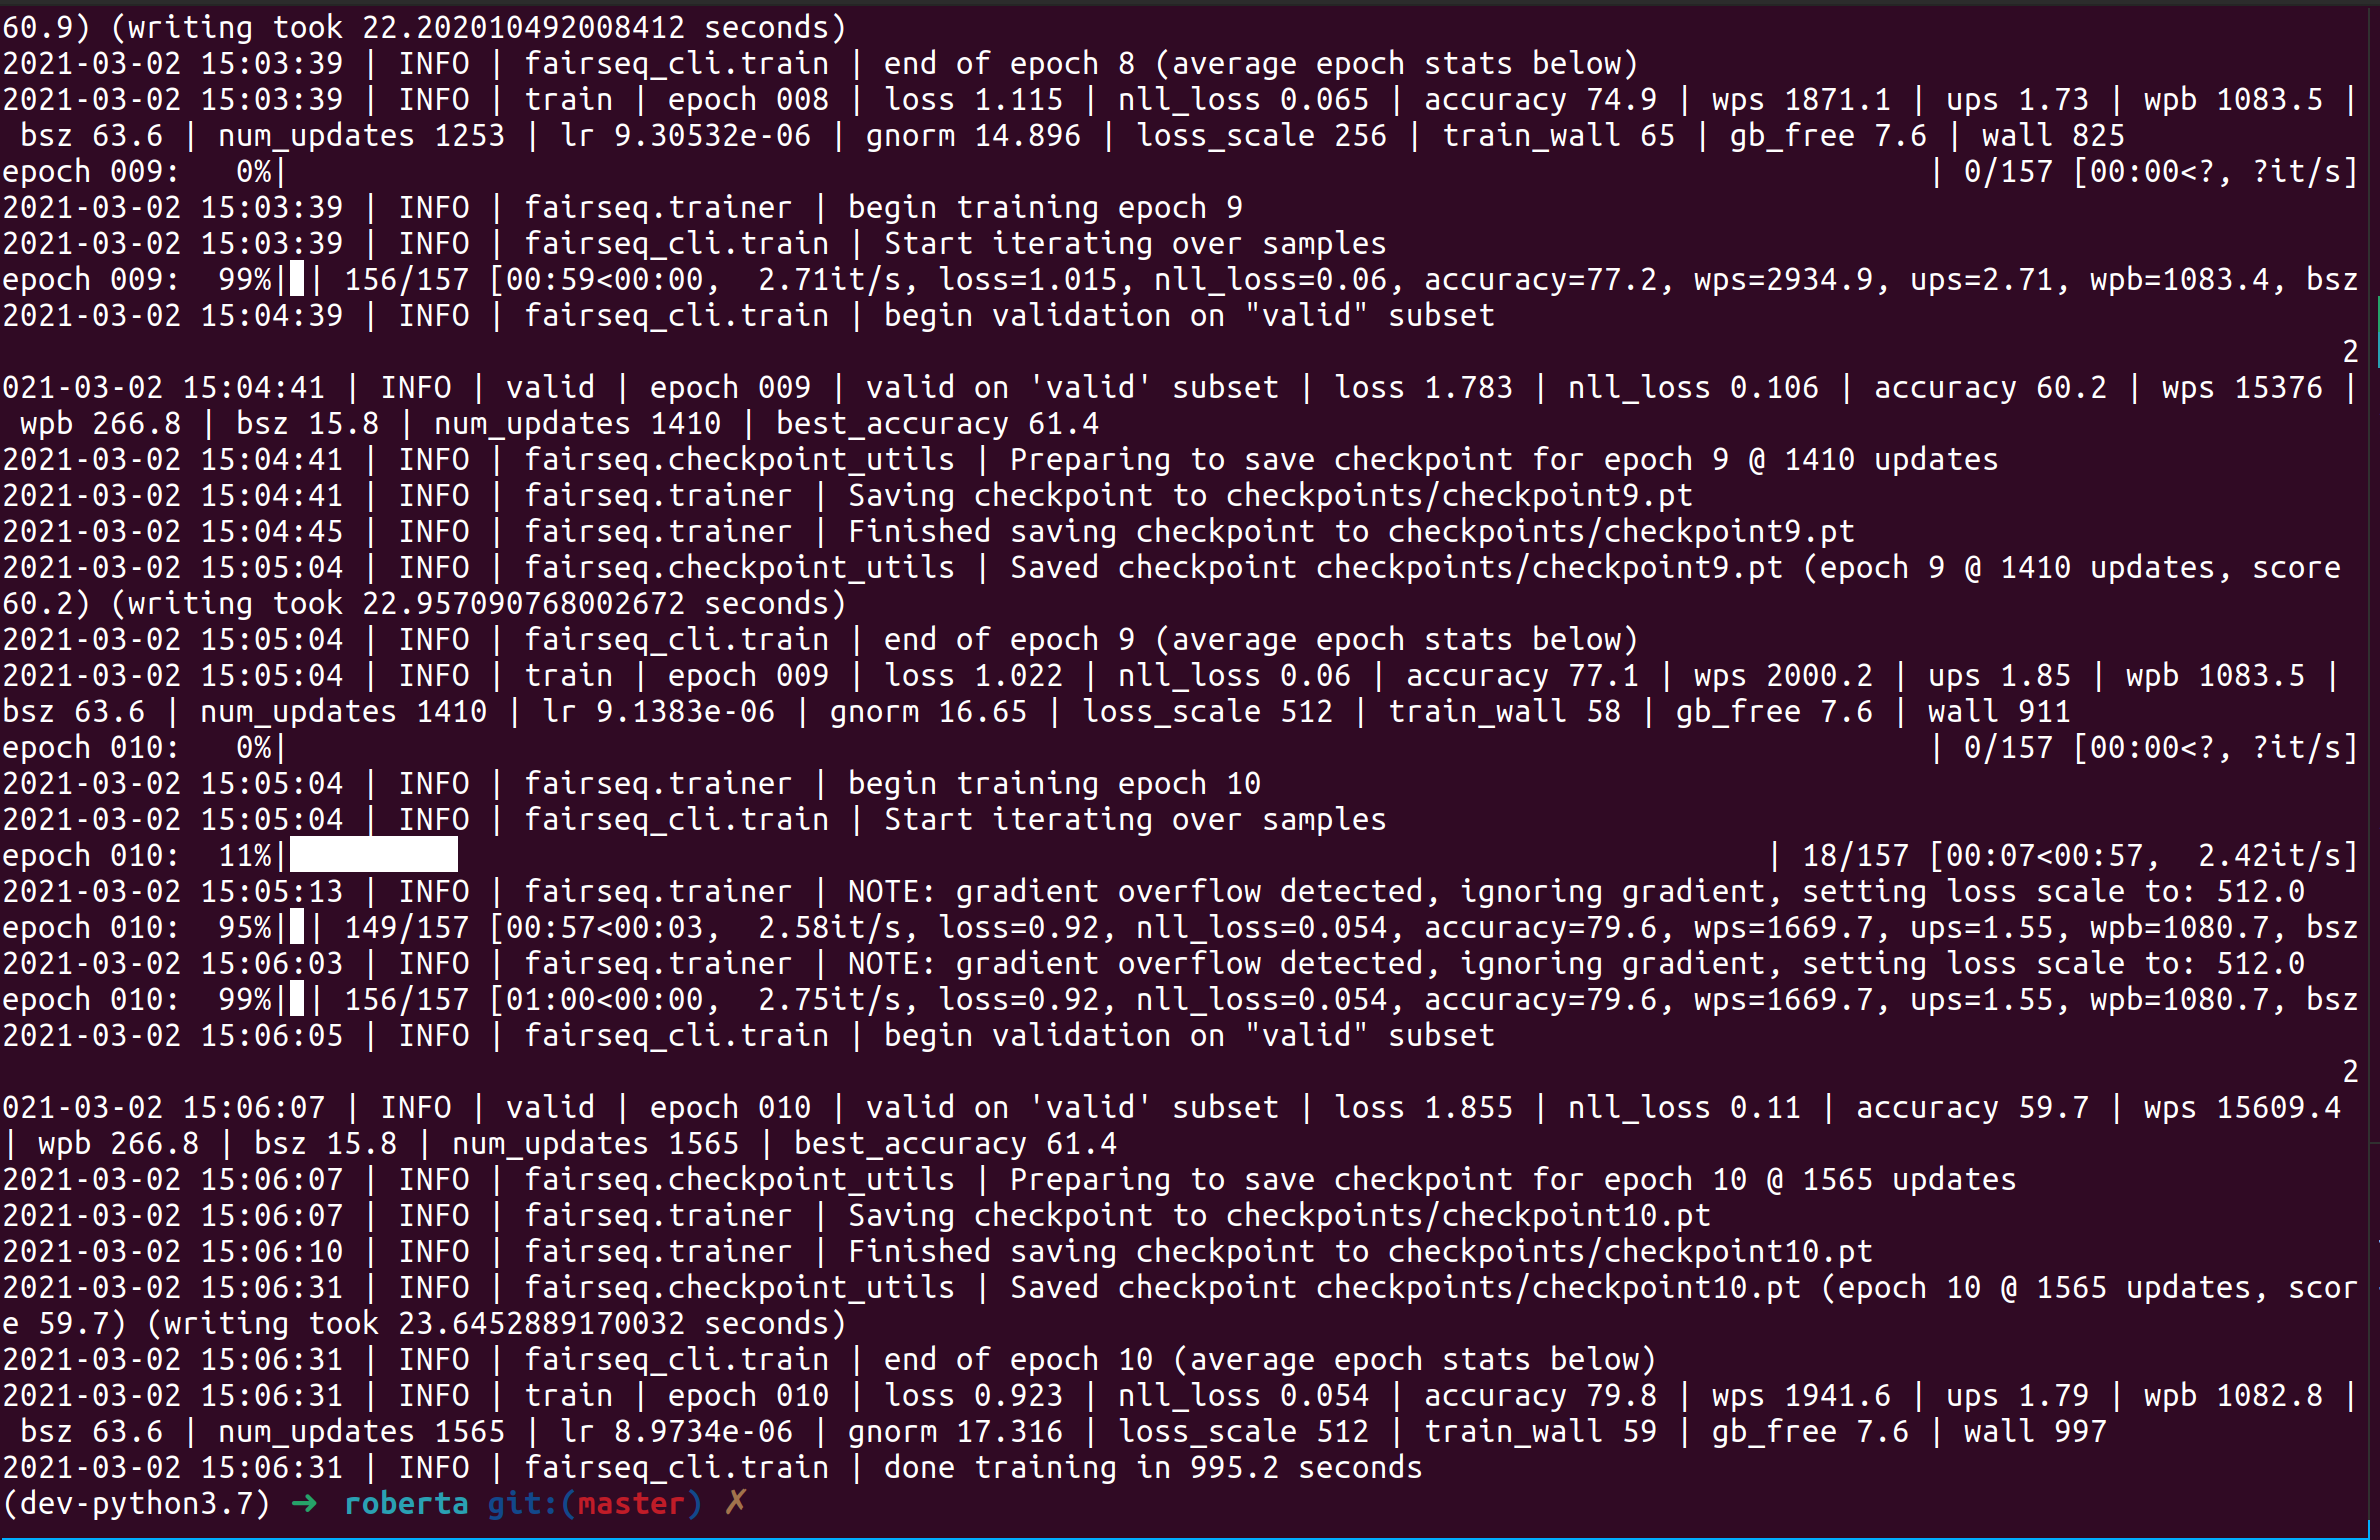 60.9) (writing took 22.202010492008412 seconds)
2021-03-02 15:03:39 | INFO | fairseq_cli.train | end of epoch 8 (average epoch stats below)
2021-03-02 15:03:39 | INFO | train | epoch 008 | loss 1.115 | nll_loss 0.065 | accuracy 74.9 | wps 1871.1 | ups 1.73 | wpb 1083.5 |
 bsz 63.6 | num_updates 1253 | lr 9.30532e-06 | gnorm 14.896 | loss_scale 256 | train_wall 65 | gb_free 7.6 | wall 825
epoch 009:   0%|                                                                                           | 0/157 [00:00<?, ?it/s]
2021-03-02 15:03:39 | INFO | fairseq.trainer | begin training epoch 9
2021-03-02 15:03:39 | INFO | fairseq_cli.train | Start iterating over samples
epoch 009:  99%|█| 156/157 [00:59<00:00,  2.71it/s, loss=1.015, nll_loss=0.06, accuracy=77.2, wps=2934.9, ups=2.71, wpb=1083.4, bsz
2021-03-02 15:04:39 | INFO | fairseq_cli.train | begin validation on "valid" subset
2
021-03-02 15:04:41 | INFO | valid | epoch 009 | valid on 'valid' subset | loss 1.783 | nll_loss 0.106 | accuracy 60.2 | wps 15376 |
 wpb 266.8 | bsz 15.8 | num_updates 1410 | best_accuracy 61.4
2021-03-02 15:04:41 | INFO | fairseq.checkpoint_utils | Preparing to save checkpoint for epoch 9 @ 1410 updates
2021-03-02 15:04:41 | INFO | fairseq.trainer | Saving checkpoint to checkpoints/checkpoint9.pt
2021-03-02 15:04:45 | INFO | fairseq.trainer | Finished saving checkpoint to checkpoints/checkpoint9.pt
2021-03-02 15:05:04 | INFO | fairseq.checkpoint_utils | Saved checkpoint checkpoints/checkpoint9.pt (epoch 9 @ 1410 updates, score
60.2) (writing took 22.957090768002672 seconds)
2021-03-02 15:05:04 | INFO | fairseq_cli.train | end of epoch 9 (average epoch stats below)
2021-03-02 15:05:04 | INFO | train | epoch 009 | loss 1.022 | nll_loss 0.06 | accuracy 77.1 | wps 2000.2 | ups 1.85 | wpb 1083.5 |
bsz 63.6 | num_updates 1410 | lr 9.1383e-06 | gnorm 16.65 | loss_scale 512 | train_wall 58 | gb_free 7.6 | wall 911
epoch 010:   0%|                                                                                           | 0/157 [00:00<?, ?it/s]
2021-03-02 15:05:04 | INFO | fairseq.trainer | begin training epoch 10
2021-03-02 15:05:04 | INFO | fairseq_cli.train | Start iterating over samples
epoch 010:  11%|█████████                                                                         | 18/157 [00:07<00:57,  2.42it/s]
2021-03-02 15:05:13 | INFO | fairseq.trainer | NOTE: gradient overflow detected, ignoring gradient, setting loss scale to: 512.0
epoch 010:  95%|█| 149/157 [00:57<00:03,  2.58it/s, loss=0.92, nll_loss=0.054, accuracy=79.6, wps=1669.7, ups=1.55, wpb=1080.7, bsz
2021-03-02 15:06:03 | INFO | fairseq.trainer | NOTE: gradient overflow detected, ignoring gradient, setting loss scale to: 512.0
epoch 010:  99%|█| 156/157 [01:00<00:00,  2.75it/s, loss=0.92, nll_loss=0.054, accuracy=79.6, wps=1669.7, ups=1.55, wpb=1080.7, bsz
2021-03-02 15:06:05 | INFO | fairseq_cli.train | begin validation on "valid" subset
2
021-03-02 15:06:07 | INFO | valid | epoch 010 | valid on 'valid' subset | loss 1.855 | nll_loss 0.11 | accuracy 59.7 | wps 15609.4
| wpb 266.8 | bsz 15.8 | num_updates 1565 | best_accuracy 61.4
2021-03-02 15:06:07 | INFO | fairseq.checkpoint_utils | Preparing to save checkpoint for epoch 10 @ 1565 updates
2021-03-02 15:06:07 | INFO | fairseq.trainer | Saving checkpoint to checkpoints/checkpoint10.pt
2021-03-02 15:06:10 | INFO | fairseq.trainer | Finished saving checkpoint to checkpoints/checkpoint10.pt
2021-03-02 15:06:31 | INFO | fairseq.checkpoint_utils | Saved checkpoint checkpoints/checkpoint10.pt (epoch 10 @ 1565 updates, scor
e 59.7) (writing took 23.6452889170032 seconds)
2021-03-02 15:06:31 | INFO | fairseq_cli.train | end of epoch 10 (average epoch stats below)
2021-03-02 15:06:31 | INFO | train | epoch 010 | loss 0.923 | nll_loss 0.054 | accuracy 79.8 | wps 1941.6 | ups 1.79 | wpb 1082.8 |
 bsz 63.6 | num_updates 1565 | lr 8.9734e-06 | gnorm 17.316 | loss_scale 512 | train_wall 59 | gb_free 7.6 | wall 997
2021-03-02 15:06:31 | INFO | fairseq_cli.train | done training in 995.2 seconds
(dev-python3.7) ➜ roberta git:(master) ✗